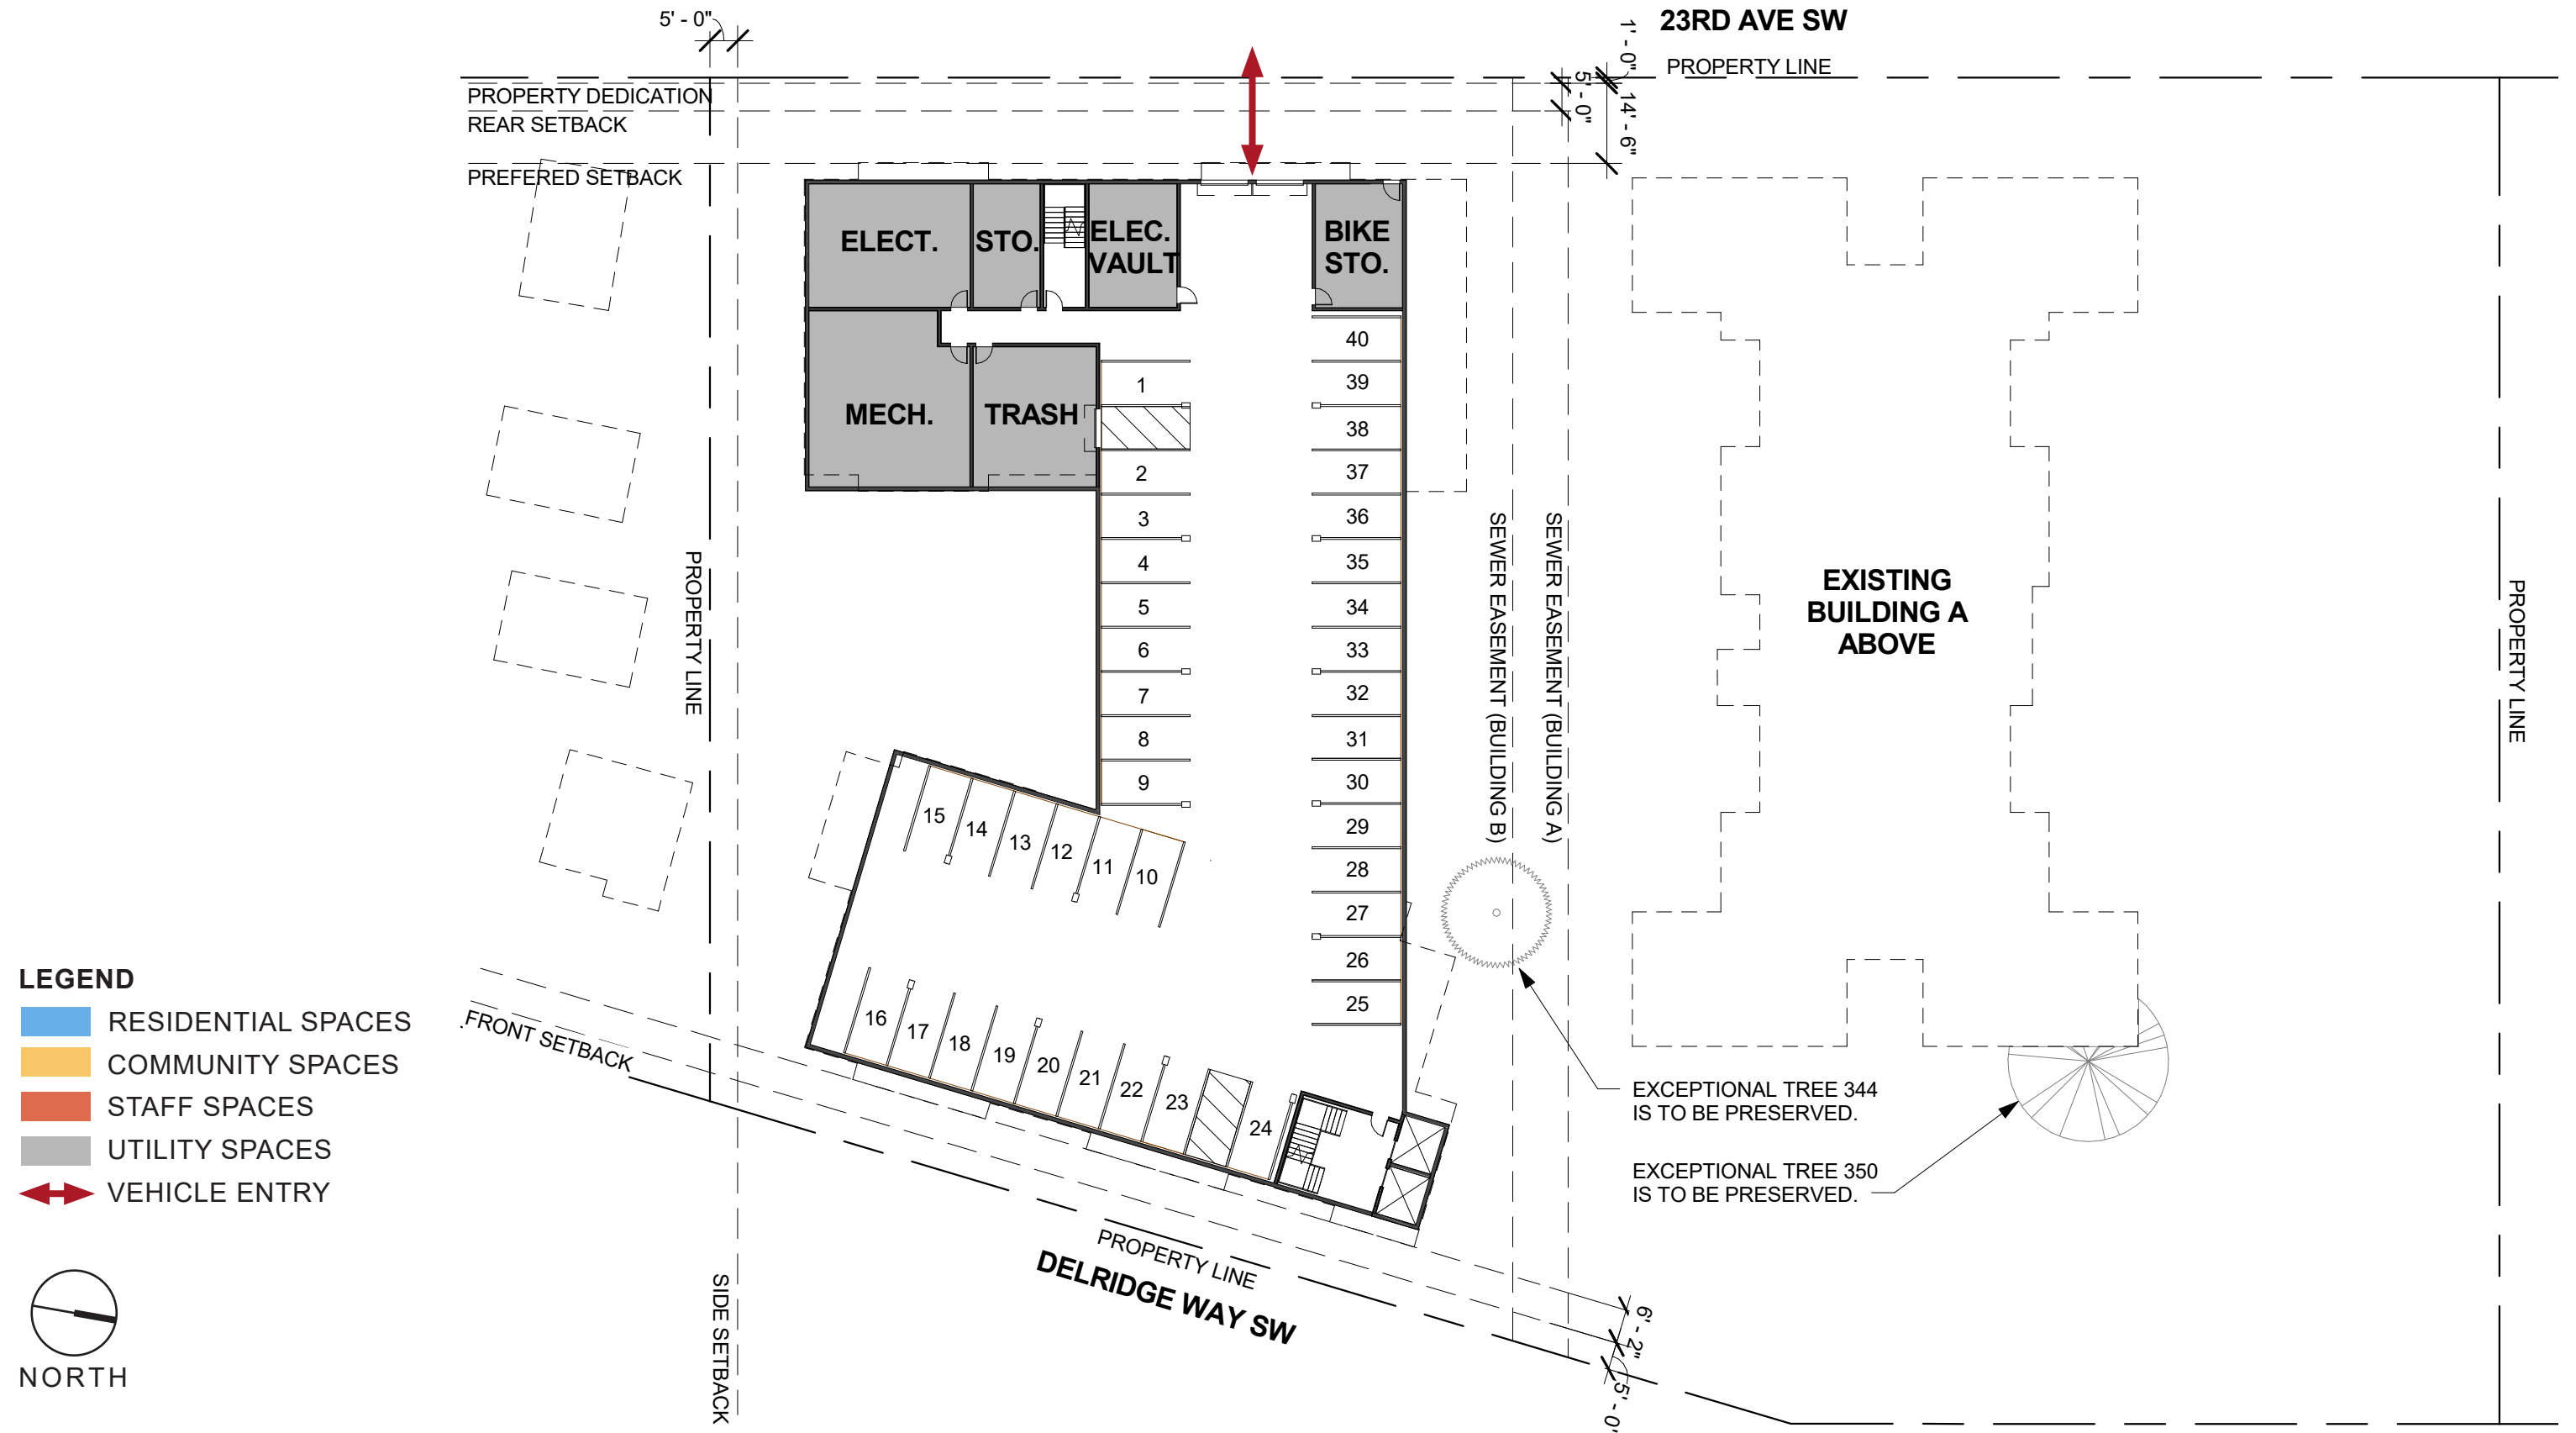 5' - 0"
23RD AVE SW
1' - 0"
PROPERTY LINE
5' - 0"
14' - 6"
PROPERTY DEDICATION
REAR SETBACK
PREFERED SETBACK
ELECT.
STO.
ELEC.
VAULT
BIKE
STO.
MECH.
TRASH
1
2
3
4
5
6
7
8
9
40
39
38
37
36
35
34
33
32
31
30
29
28
27
26
25
15
14
13
12
11
10
16
17
18
19
20
21
22
23
24
PROPERTY LINE
SEWER EASEMENT (BUILDING B)
SEWER EASEMENT (BUILDING A)
EXISTING
BUILDING A
ABOVE
PROPERTY LINE
LEGEND
RESIDENTIAL SPACES
COMMUNITY SPACES
STAFF SPACES
UTILITY SPACES
VEHICLE ENTRY
NORTH
FRONT SETBACK
SIDE SETBACK
PROPERTY LINE
DELRIDGE WAY SW
EXCEPTIONAL TREE 344
IS TO BE PRESERVED.
EXCEPTIONAL TREE 350
IS TO BE PRESERVED.
6' - 2"
5' - 0'